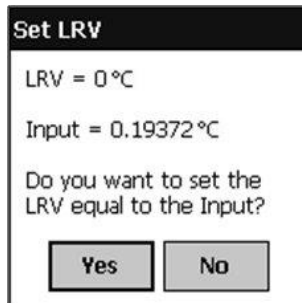 Set LRV
LRV = 0°C
Input = 0.19372°C
Do you want to set the
LRV equal to the Input?
Yes
No